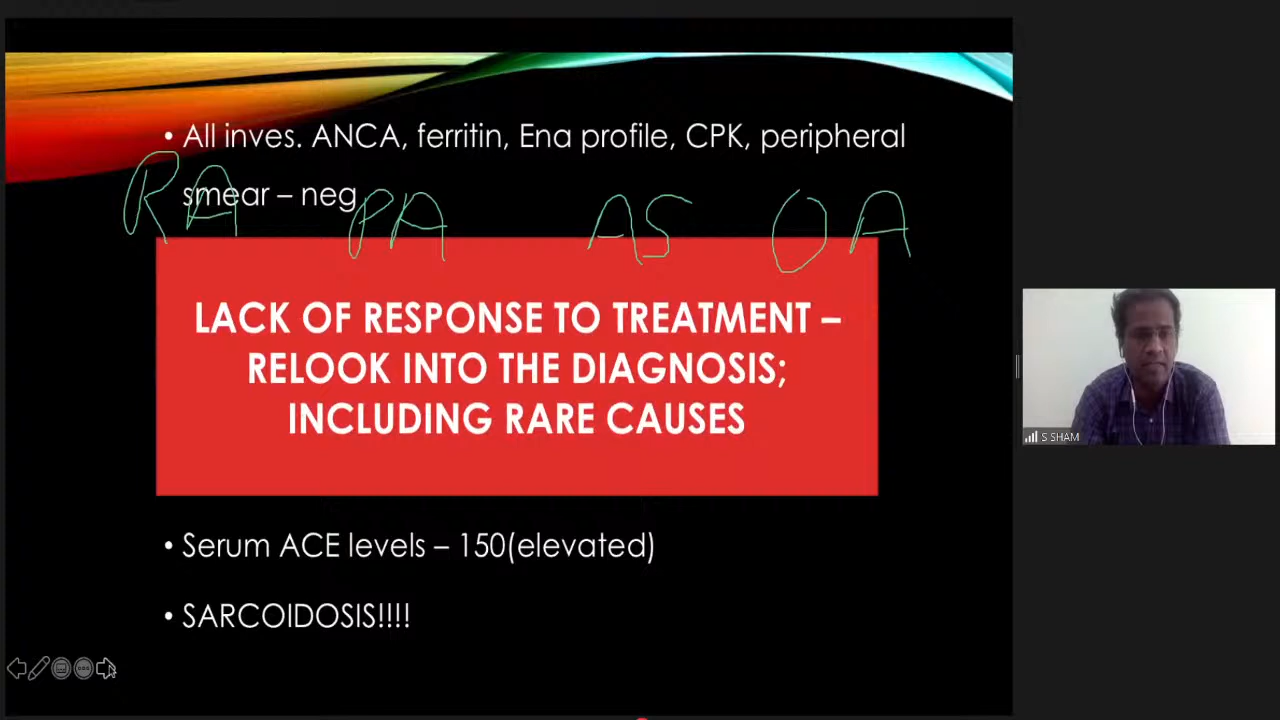 • All inves. ANCA, ferritin, Ena profile, CPK, peripheral
smear – neg
RA PA AS OA
LACK OF RESPONSE TO TREATMENT –
RELOOK INTO THE DIAGNOSIS;
INCLUDING RARE CAUSES
S SHAM
• Serum ACE levels – 150(elevated)
• SARCOIDOSIS!!!!